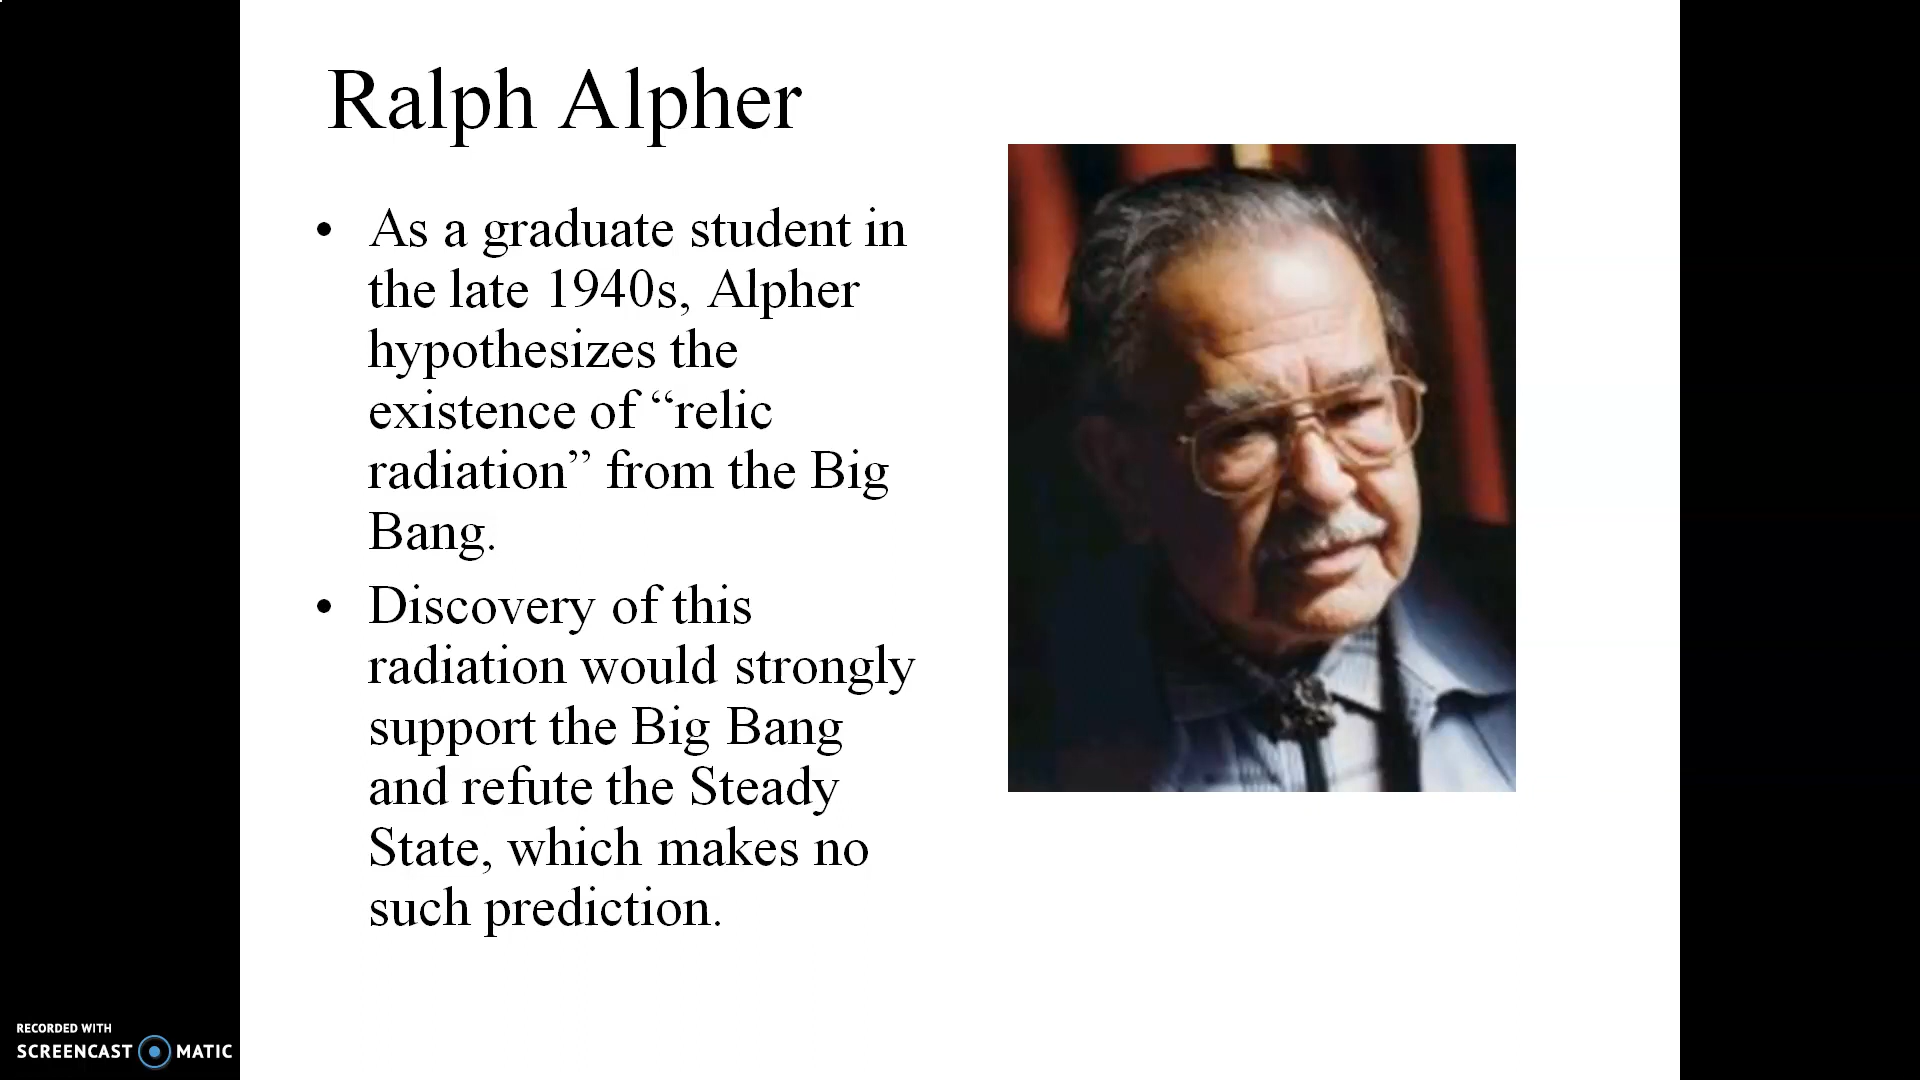 Ralph Alpher
• As a graduate student in
the late 1940s, Alpher
hypothesizes the
existence of “relic
radiation” from the Big
Bang.
• Discovery of this
radiation would strongly
support the Big Bang
and refute the Steady
State, which makes no
such prediction.
RECORDED WITH
SCREENCAST MATIC